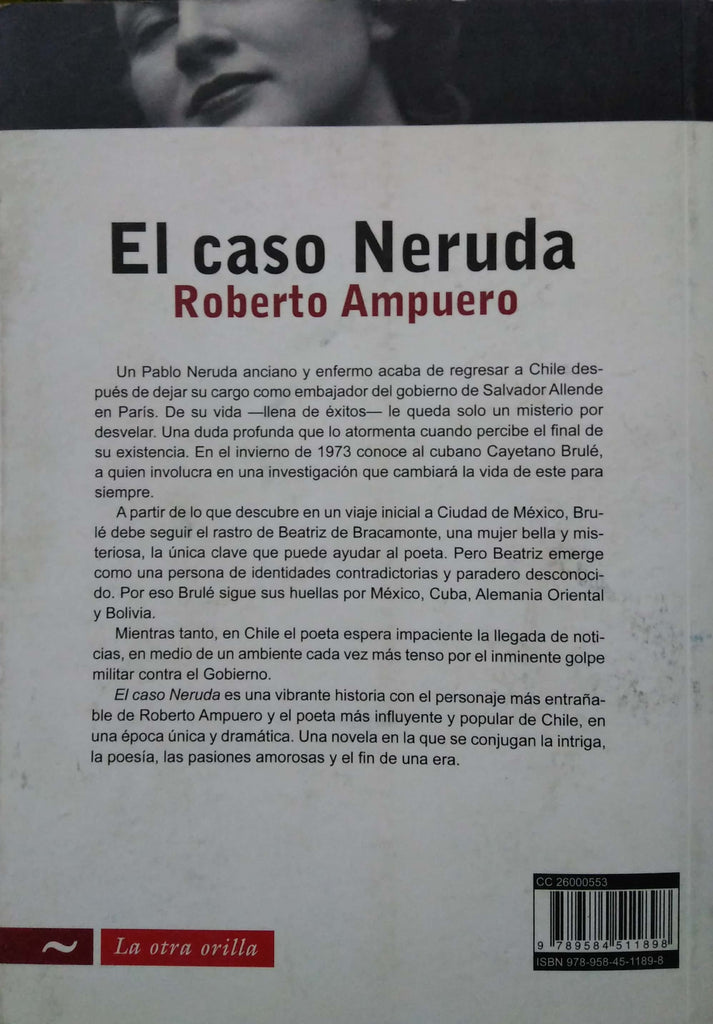 El caso Neruda
Roberto Ampuero
Un Pablo Neruda anciano y enfermo acaba de regresar a Chile des-
pués de dejar su cargo como embajador del gobierno de Salvador Allende
en París. De su vida —llena de éxitos— le queda solo un misterio por
desvelar. Una duda profunda que lo atormenta cuando percibe el final de
su existencia. En el invierno de 1973 conoce al cubano Cayetano Brulé,
a quien involucra en una investigación que cambiará la vida de este para
siempre.
A partir de lo que descubre en un viaje inicial a Ciudad de México, Bru-
lé debe seguir el rastro de Beatriz de Bracamonte, una mujer bella y mis-
teriosa, la única clave que puede ayudar al poeta. Pero Beatriz emerge
como una persona de identidades contradictorias y paradero desconoci-
do. Por eso Brulé sigue sus huellas por México, Cuba, Alemania Oriental
y Bolivia.
Mientras tanto, en Chile el poeta espera impaciente la llegada de noti-
cias, en medio de un ambiente cada vez más tenso por el inminente golpe
militar contra el Gobierno.
El caso Neruda es una vibrante historia con el personaje más entraña-
ble de Roberto Ampuero y el poeta más influyente y popular de Chile, en
una época única y dramática. Una novela en la que se conjugan la intriga,
la poesía, las pasiones amorosas y el fin de una era.
CC 26000553
9 789584 511898
ISBN 978-958-45-1189-8
~ La otra orilla